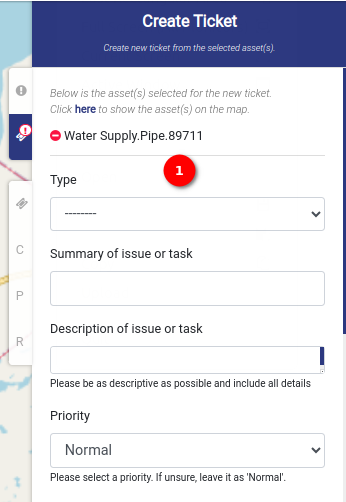 Create Ticket
Create new ticket from the selected asset(s).
Below is the asset(s) selected for the new ticket.
Click here to show the asset(s) on the map.
Water Supply.Pipe.89711
1
Type
--------
Summary of issue or task
Description of issue or task
Please be as descriptive as possible and include all details
Priority
Normal
Please select a priority. If unsure, leave it as 'Normal'.
C
P
R